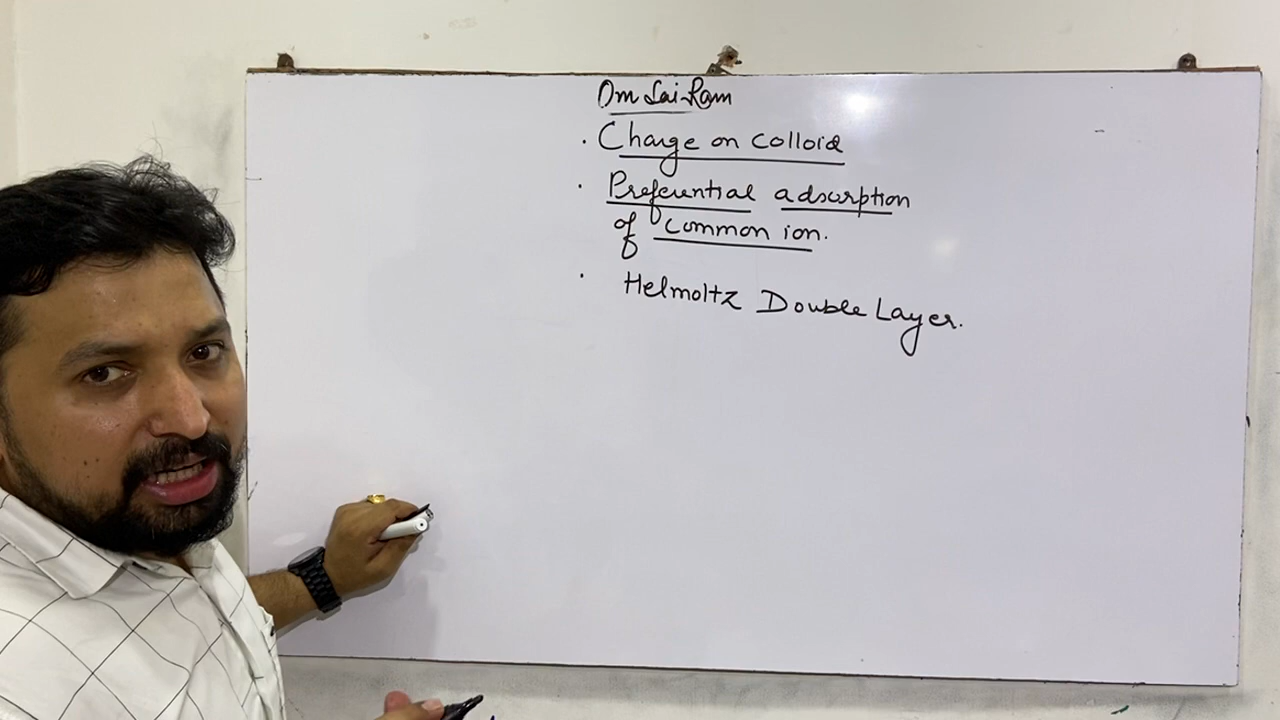 Om Sai Ram
. Charge on colloid
. Preferential adsorption
of common ion.
. Helmoltz Double Layer.